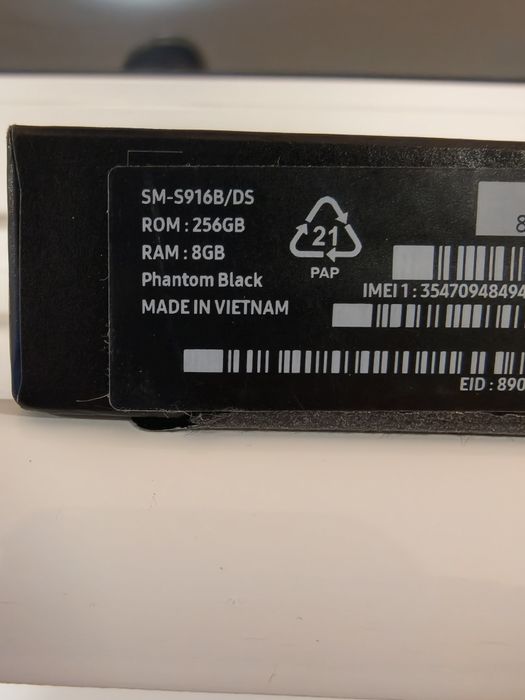 SM-S916B/DS
ROM : 256GB
RAM : 8GB
Phantom Black
MADE IN VIETNAM
21
PAP
8
IMEI 1 : 35470948494
EID : 890